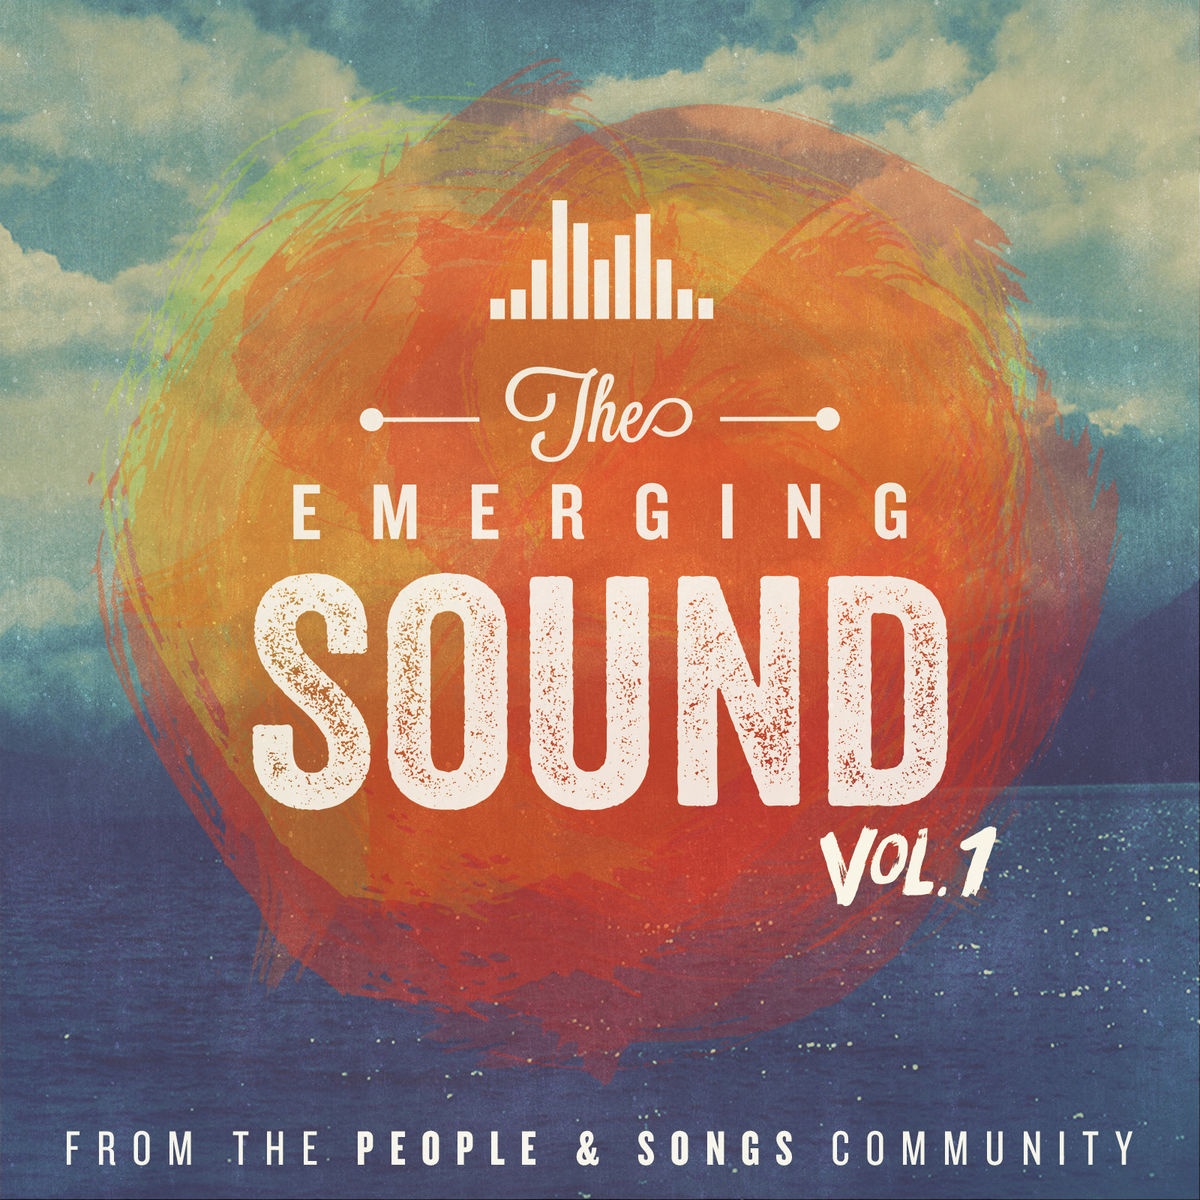 The
EMERGING
SOUND
VOL.1
FROM THE PEOPLE & SONGS COMMUNITY